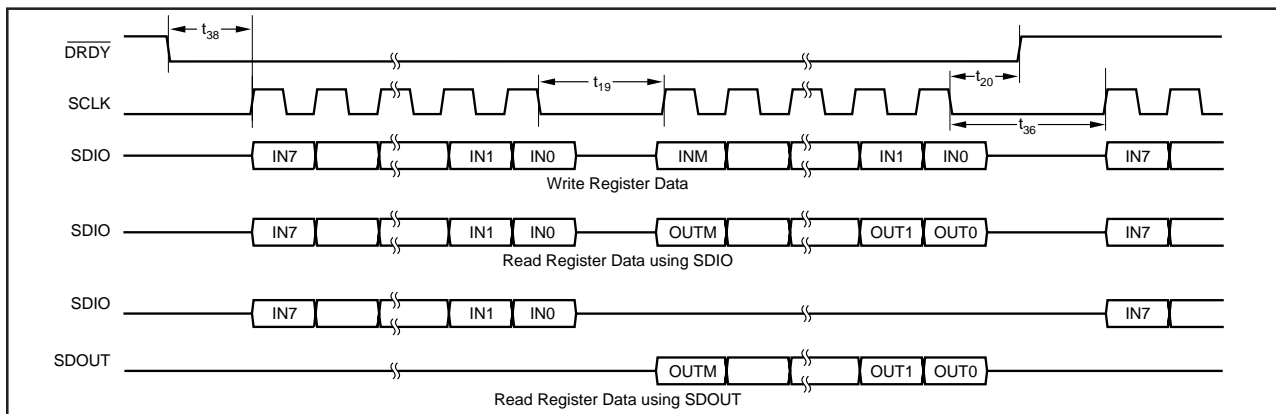 t38
DRDY
t19
t20
SCLK
t36
SDIO IN7 IN1 IN0 INM IN1 IN0 IN7
Write Register Data
SDIO IN7 IN1 IN0 OUTM OUT1 OUT0 IN7
Read Register Data using SDIO
SDIO IN7 IN1 IN0 IN7
SDOUT OUTM OUT1 OUT0
Read Register Data using SDOUT